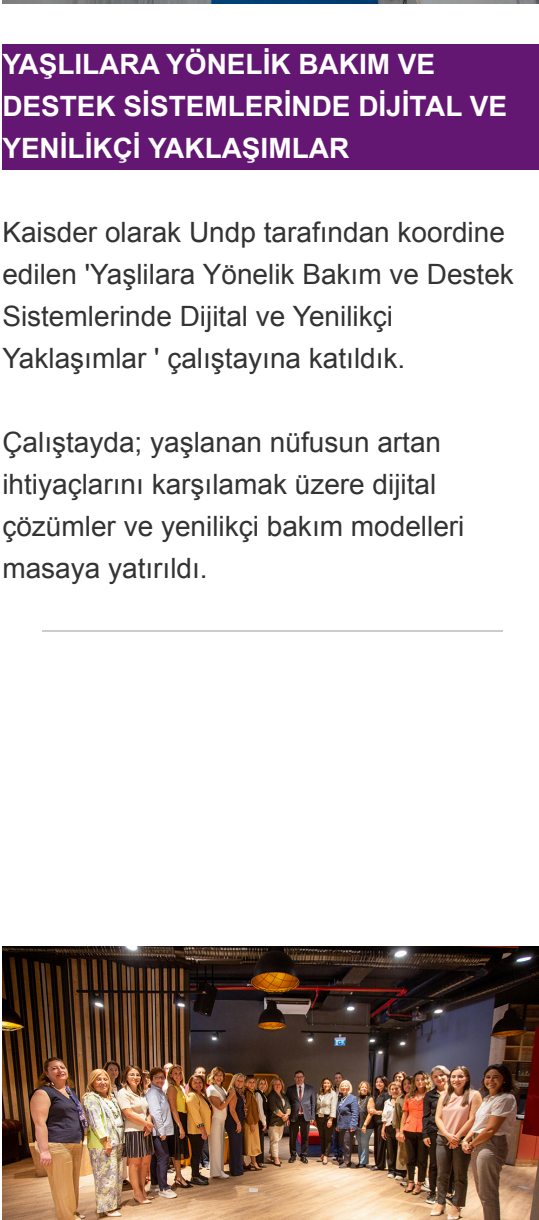 YAŞLILARA YÖNELİK BAKIM VE
DESTEK SİSTEMLERİNDE DİJİTAL VE
YENİLİKÇİ YAKLAŞIMLAR
Kaisder olarak Undp tarafından koordine
edilen 'Yaşlilara Yönelik Bakım ve Destek
Sistemlerinde Dijital ve Yenilikçi
Yaklaşımlar ' çalıştayına katıldık.
Çalıştayda; yaşlanan nüfusun artan
ihtiyaçlarını karşılamak üzere dijital
çözümler ve yenilikçi bakım modelleri
masaya yatırıldı.